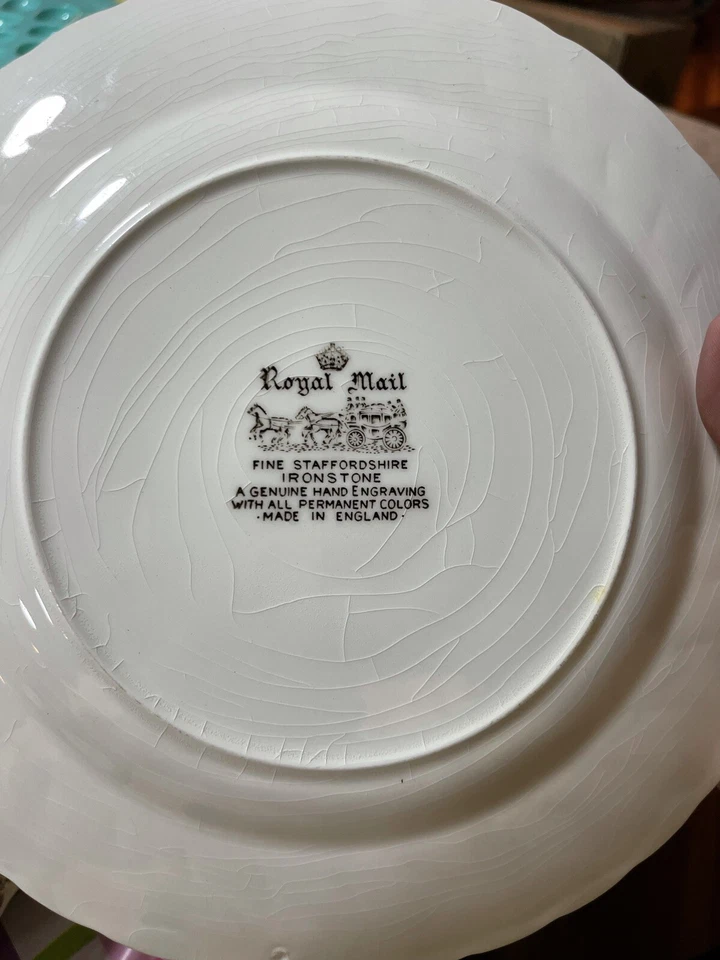 Royal Mail
FINE STAFFORDSHIRE
IRONSTONE
A GENUINE HAND ENGRAVING
WITH ALL PERMANENT COLORS
·MADE IN ENGLAND·